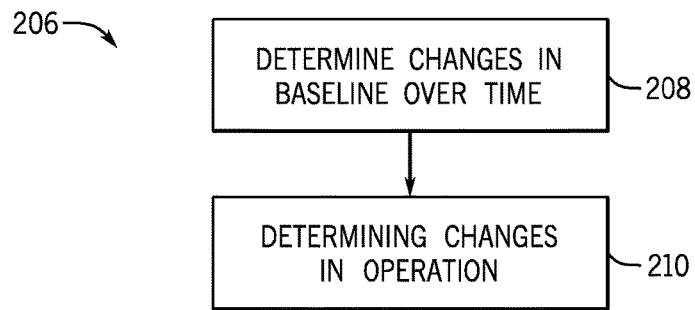 206
DETERMINE CHANGES IN
BASELINE OVER TIME
208
DETERMINING CHANGES
IN OPERATION
210